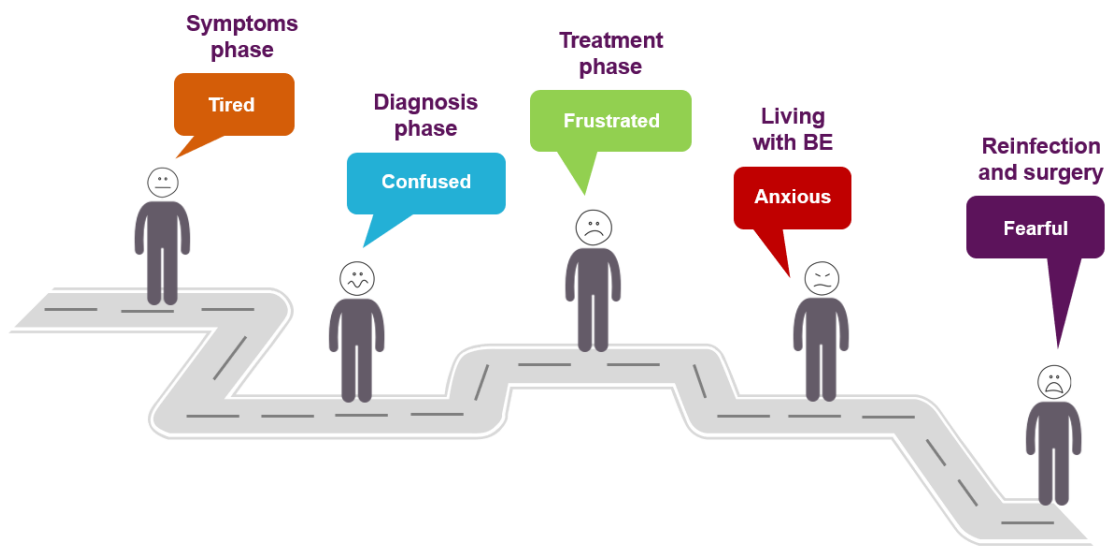 Symptoms
phase
Tired
Diagnosis
phase
Confused
Treatment
phase
Frustrated
Living
with BE
Anxious
Reinfection
and surgery
Fearful